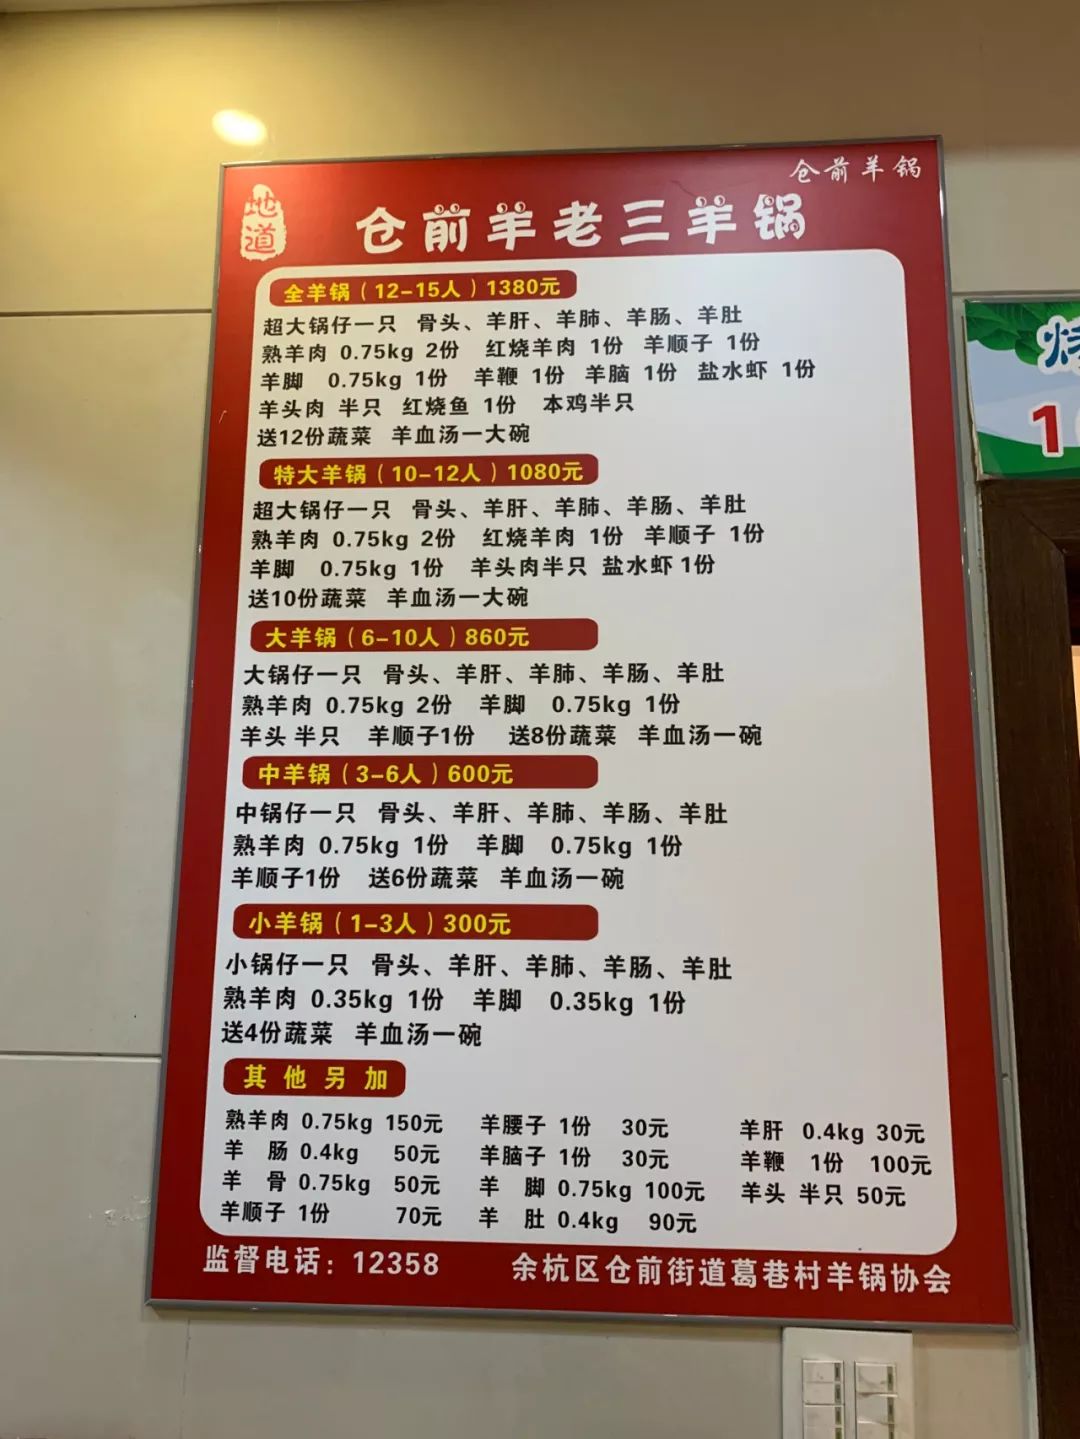 仓前羊锅
地道
仓前羊老三羊锅
全羊锅（12-15人）1380元
超大锅仔一只 骨头、羊肝、羊肺、羊肠、羊肚
熟羊肉 0.75kg 2份 红烧羊肉 1份 羊顺子 1份
羊脚 0.75kg 1份 羊鞭 1份 羊脑 1份 盐水虾 1份
羊头肉 半只 红烧鱼 1份 本鸡半只
送12份蔬菜 羊血汤一大碗
特大羊锅（10-12人）1080元
超大锅仔一只 骨头、羊肝、羊肺、羊肠、羊肚
熟羊肉 0.75kg 2份 红烧羊肉 1份 羊顺子 1份
羊脚 0.75kg 1份 羊头肉半只 盐水虾 1份
送10份蔬菜 羊血汤一大碗
大羊锅（6-10人）860元
大锅仔一只 骨头、羊肝、羊肺、羊肠、羊肚
熟羊肉 0.75kg 2份 羊脚 0.75kg 1份
羊头 半只 羊顺子1份 送8份蔬菜 羊血汤一碗
中羊锅（3-6人）600元
中锅仔一只 骨头、羊肝、羊肺、羊肠、羊肚
熟羊肉 0.75kg 1份 羊脚 0.75kg 1份
羊顺子1份 送6份蔬菜 羊血汤一碗
小羊锅（1-3人）300元
小锅仔一只 骨头、羊肝、羊肺、羊肠、羊肚
熟羊肉 0.35kg 1份 羊脚 0.35kg 1份
送4份蔬菜 羊血汤一碗
其他另加
熟羊肉 0.75kg 150元 羊腰子 1份 30元 羊肝 0.4kg 30元
羊 肠 0.4kg 50元 羊脑子 1份 30元 羊鞭 1份 100元
羊 骨 0.75kg 50元 羊 脚 0.75kg 100元 羊头 半只 50元
羊顺子 1份 70元 羊 肚 0.4kg 90元
监督电话：12358 余杭区仓前街道葛巷村羊锅协会